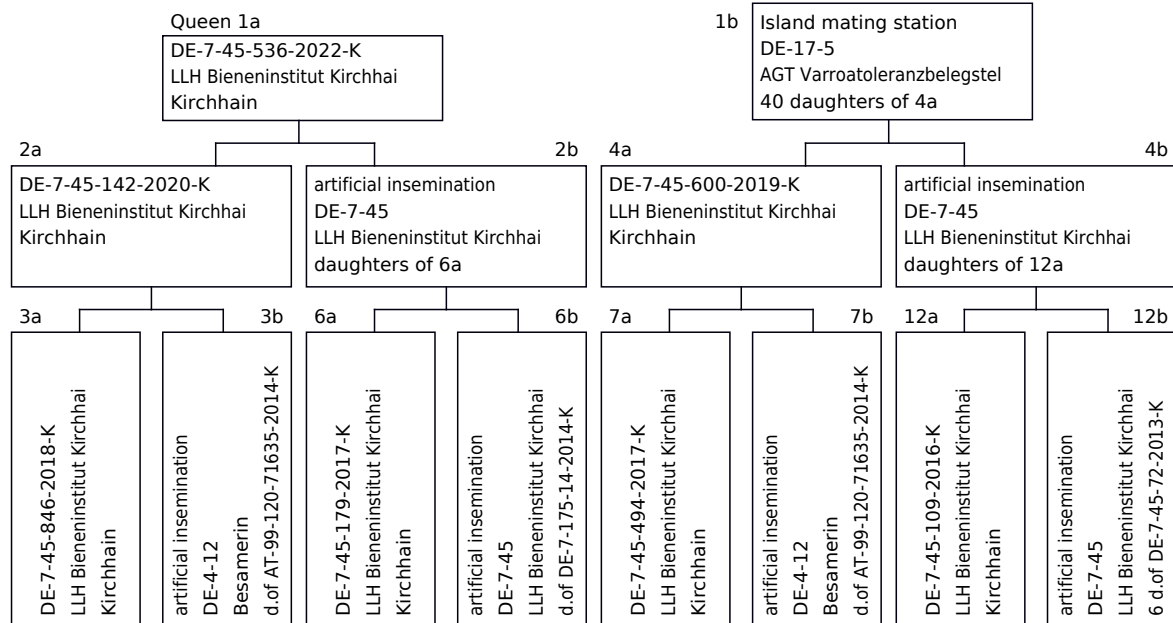 Queen 1a
DE-7-45-536-2022-K
LLH Bieneninstitut Kirchhai
Kirchhain
1b
Island mating station
DE-17-5
AGT Varroatoleranzbelegstel
40 daughters of 4a
2a
DE-7-45-142-2020-K
LLH Bieneninstitut Kirchhai
Kirchhain
2b
artificial insemination
DE-7-45
LLH Bieneninstitut Kirchhai
daughters of 6a
4a
DE-7-45-600-2019-K
LLH Bieneninstitut Kirchhai
Kirchhain
4b
artificial insemination
DE-7-45
LLH Bieneninstitut Kirchhai
daughters of 12a
3a
DE-7-45-846-2018-K
LLH Bieneninstitut Kirchhai
Kirchhain
3b
artificial insemination
DE-4-12
Besamerin
d.of AT-99-120-71635-2014-K
6a
DE-7-45-179-2017-K
LLH Bieneninstitut Kirchhai
Kirchhain
6b
artificial insemination
DE-7-45
LLH Bieneninstitut Kirchhai
d.of DE-7-175-14-2014-K
7a
DE-7-45-494-2017-K
LLH Bieneninstitut Kirchhai
Kirchhain
7b
artificial insemination
DE-4-12
Besamerin
d.of AT-99-120-71635-2014-K
12a
DE-7-45-109-2016-K
LLH Bieneninstitut Kirchhai
Kirchhain
12b
artificial insemination
DE-7-45
LLH Bieneninstitut Kirchhai
6 d.of DE-7-45-72-2013-K